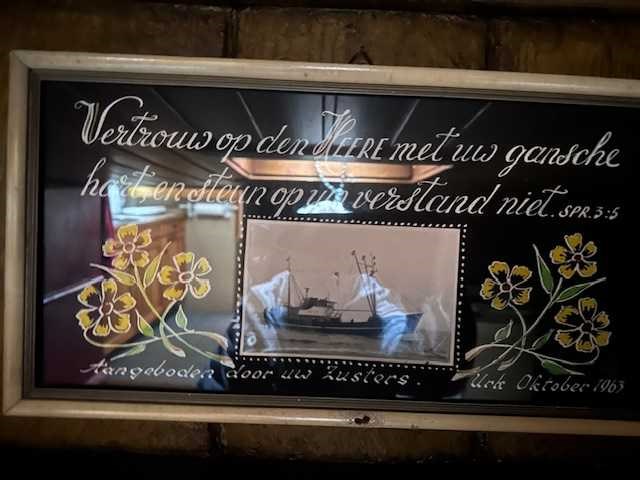 Vertrouw op den HEERE met uw gansche
hart, en steun op uw verstand niet. SPR. 3:5
Aangeboden door uw Zusters. Urk Oktober 1963